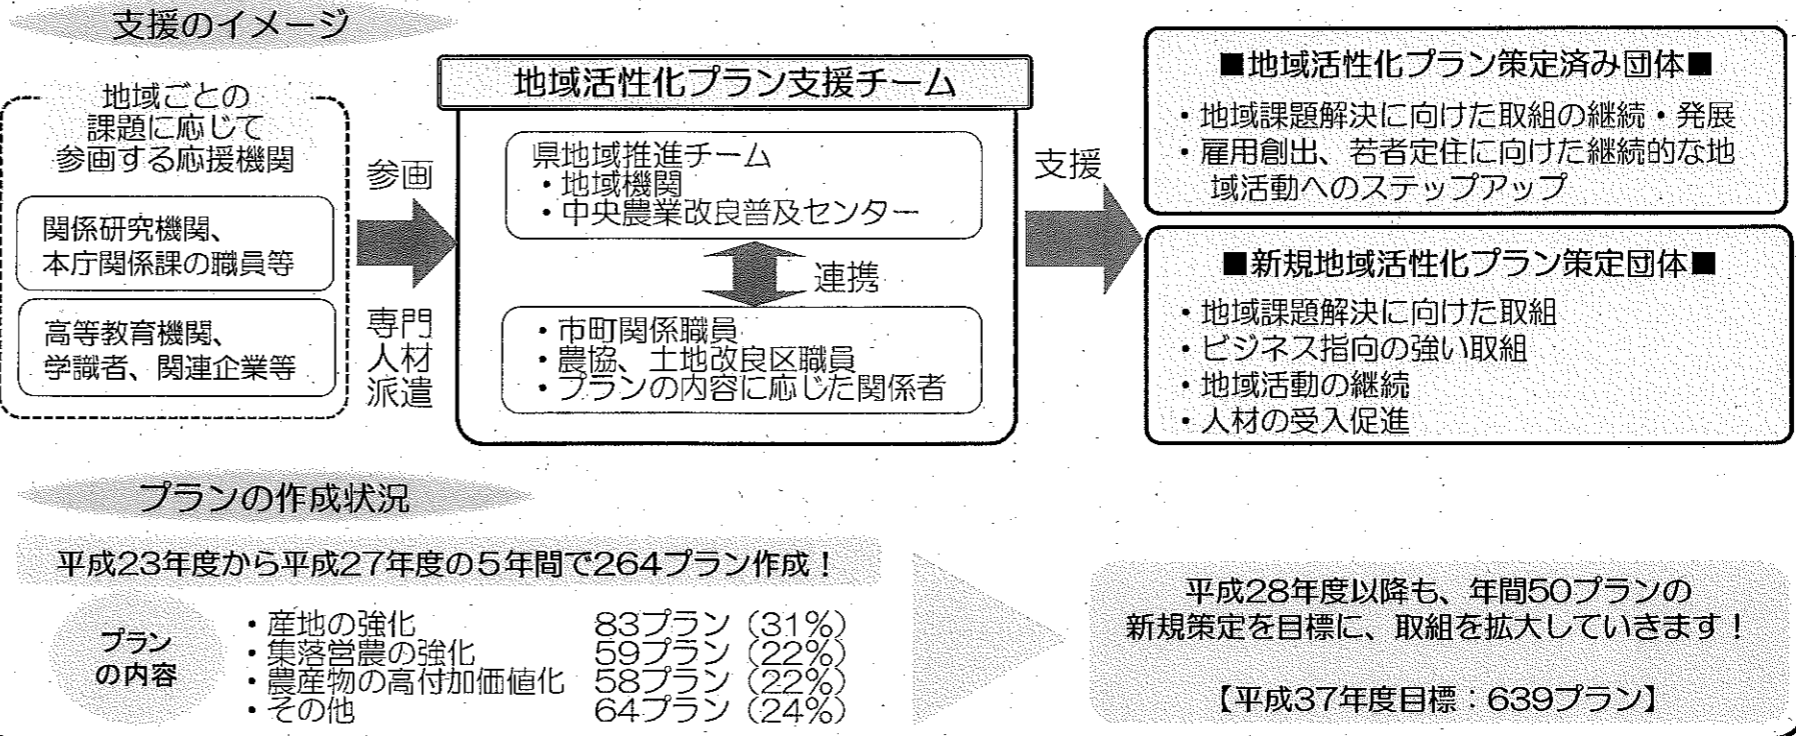 支援のイメージ
地域ごとの
課題に応じて
参画する応援機関
関係研究機関、
本庁関係課の職員等
高等教育機関、
学識者、関連企業等
参画
専門
人材
派遣
地域活性化プラン支援チーム
県地域推進チーム
・地域機関
・中央農業改良普及センター
連携
・市町関係職員
・農協、土地改良区職員
・プランの内容に応じた関係者
支援
■地域活性化プラン策定済み団体■
・地域課題解決に向けた取組の継続・発展
・雇用創出、若者定住に向けた継続的な地
域活動へのステップアップ
■新規地域活性化プラン策定団体■
・地域課題解決に向けた取組
・ビジネス指向の強い取組
・地域活動の継続
・人材の受入促進
プランの作成状況
平成23年度から平成27年度の5年間で264プラン作成！
プラン
の内容
・産地の強化 83プラン（31%）
・集落営農の強化 59プラン（22%）
・農産物の高付加価値化 58プラン（22%）
・その他 64プラン（24%）
平成28年度以降も、年間50プランの
新規策定を目標に、取組を拡大していきます！
【平成37年度目標：639プラン】